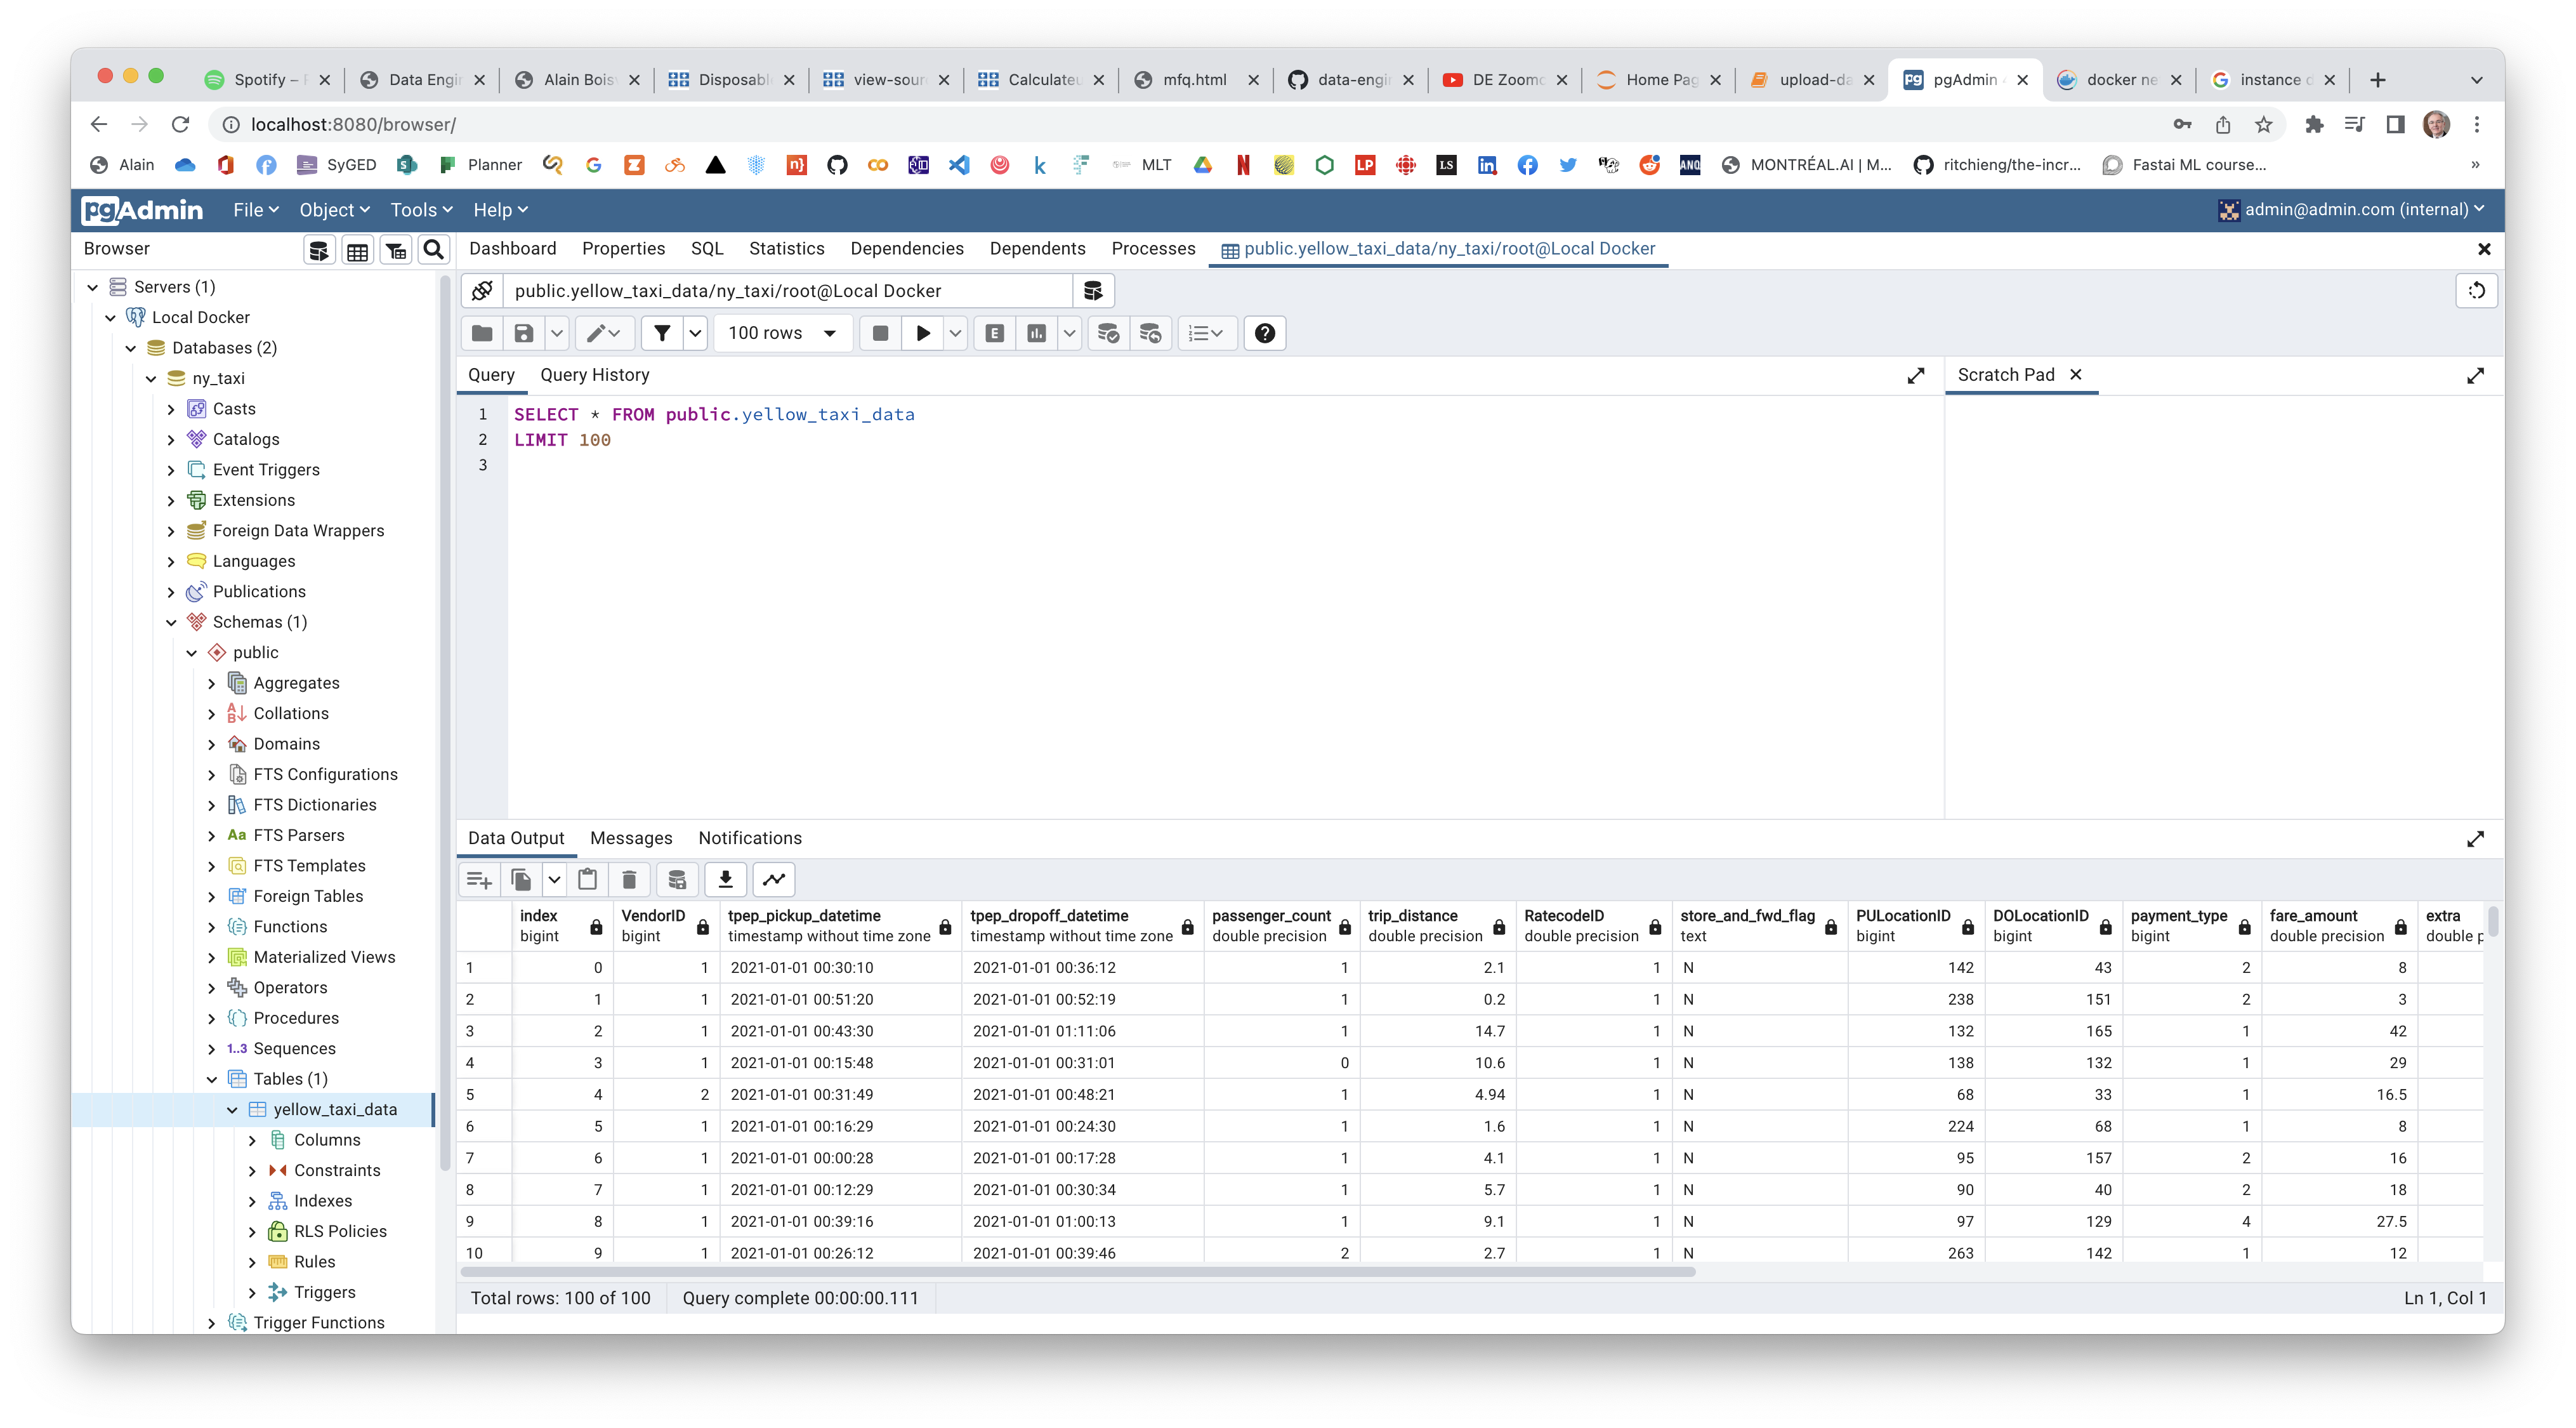 Spotify –
Data Engi
Alain Bois
Disposabl
view-sour
Calculateu
mfq.html
data-engi
DE Zoomc
Home Pag
upload-da
pgAdmin
docker ne
instance
localhost:8080/browser/
Alain SyGED Planner MLT MONTRÉAL.AI | M... ritchieng/the-incr... Fastai ML course... »
pgAdmin File Object Tools Help admin@admin.com (internal)
Browser Dashboard Properties SQL Statistics Dependencies Dependents Processes public.yellow_taxi_data/ny_taxi/root@Local Docker
Servers (1)
Local Docker
Databases (2)
ny_taxi
Casts
Catalogs
Event Triggers
Extensions
Foreign Data Wrappers
Languages
Publications
Schemas (1)
public
Aggregates
Collations
Domains
FTS Configurations
FTS Dictionaries
Aa FTS Parsers
FTS Templates
Foreign Tables
Functions
Materialized Views
Operators
Procedures
1..3 Sequences
Tables (1)
yellow_taxi_data
Columns
Constraints
Indexes
RLS Policies
Rules
Triggers
Trigger Functions
public.yellow_taxi_data/ny_taxi/root@Local Docker
100 rows
Query Query History Scratch Pad
1 SELECT * FROM public.yellow_taxi_data
2 LIMIT 100
3
Data Output Messages Notifications
index VendorID tpep_pickup_datetime tpep_dropoff_datetime passenger_count trip_distance RatecodeID store_and_fwd_flag PULocationID DOLocationID payment_type fare_amount extra
bigint bigint timestamp without time zone timestamp without time zone double precision double precision double precision text bigint bigint bigint double precision double p
1 0 1 2021-01-01 00:30:10 2021-01-01 00:36:12 1 2.1 1 N 142 43 2 8
2 1 1 2021-01-01 00:51:20 2021-01-01 00:52:19 1 0.2 1 N 238 151 2 3
3 2 1 2021-01-01 00:43:30 2021-01-01 01:11:06 1 14.7 1 N 132 165 1 42
4 3 1 2021-01-01 00:15:48 2021-01-01 00:31:01 0 10.6 1 N 138 132 1 29
5 4 2 2021-01-01 00:31:49 2021-01-01 00:48:21 1 4.94 1 N 68 33 1 16.5
6 5 1 2021-01-01 00:16:29 2021-01-01 00:24:30 1 1.6 1 N 224 68 1 8
7 6 1 2021-01-01 00:00:28 2021-01-01 00:17:28 1 4.1 1 N 95 157 2 16
8 7 1 2021-01-01 00:12:29 2021-01-01 00:30:34 1 5.7 1 N 90 40 2 18
9 8 1 2021-01-01 00:39:16 2021-01-01 01:00:13 1 9.1 1 N 97 129 4 27.5
10 9 1 2021-01-01 00:26:12 2021-01-01 00:39:46 2 2.7 1 N 263 142 1 12
Total rows: 100 of 100 Query complete 00:00:00.111 Ln 1, Col 1